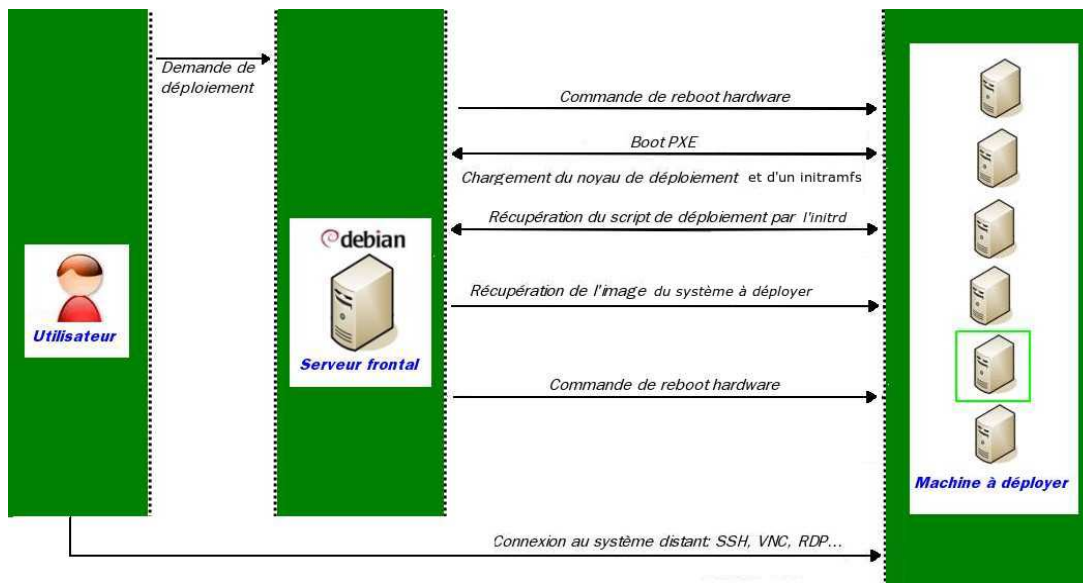 Demande de
déploiement
Commande de reboot hardware
Boot PXE
Chargement du noyau de déploiement et d'un initramfs
Récupération du script de déploiement par l'initrd
debian
Récupération de l'image du système à déployer
Utilisateur
Serveur frontal
Commande de reboot hardware
Machine à déployer
Connexion au système distant: SSH, VNC, RDP...